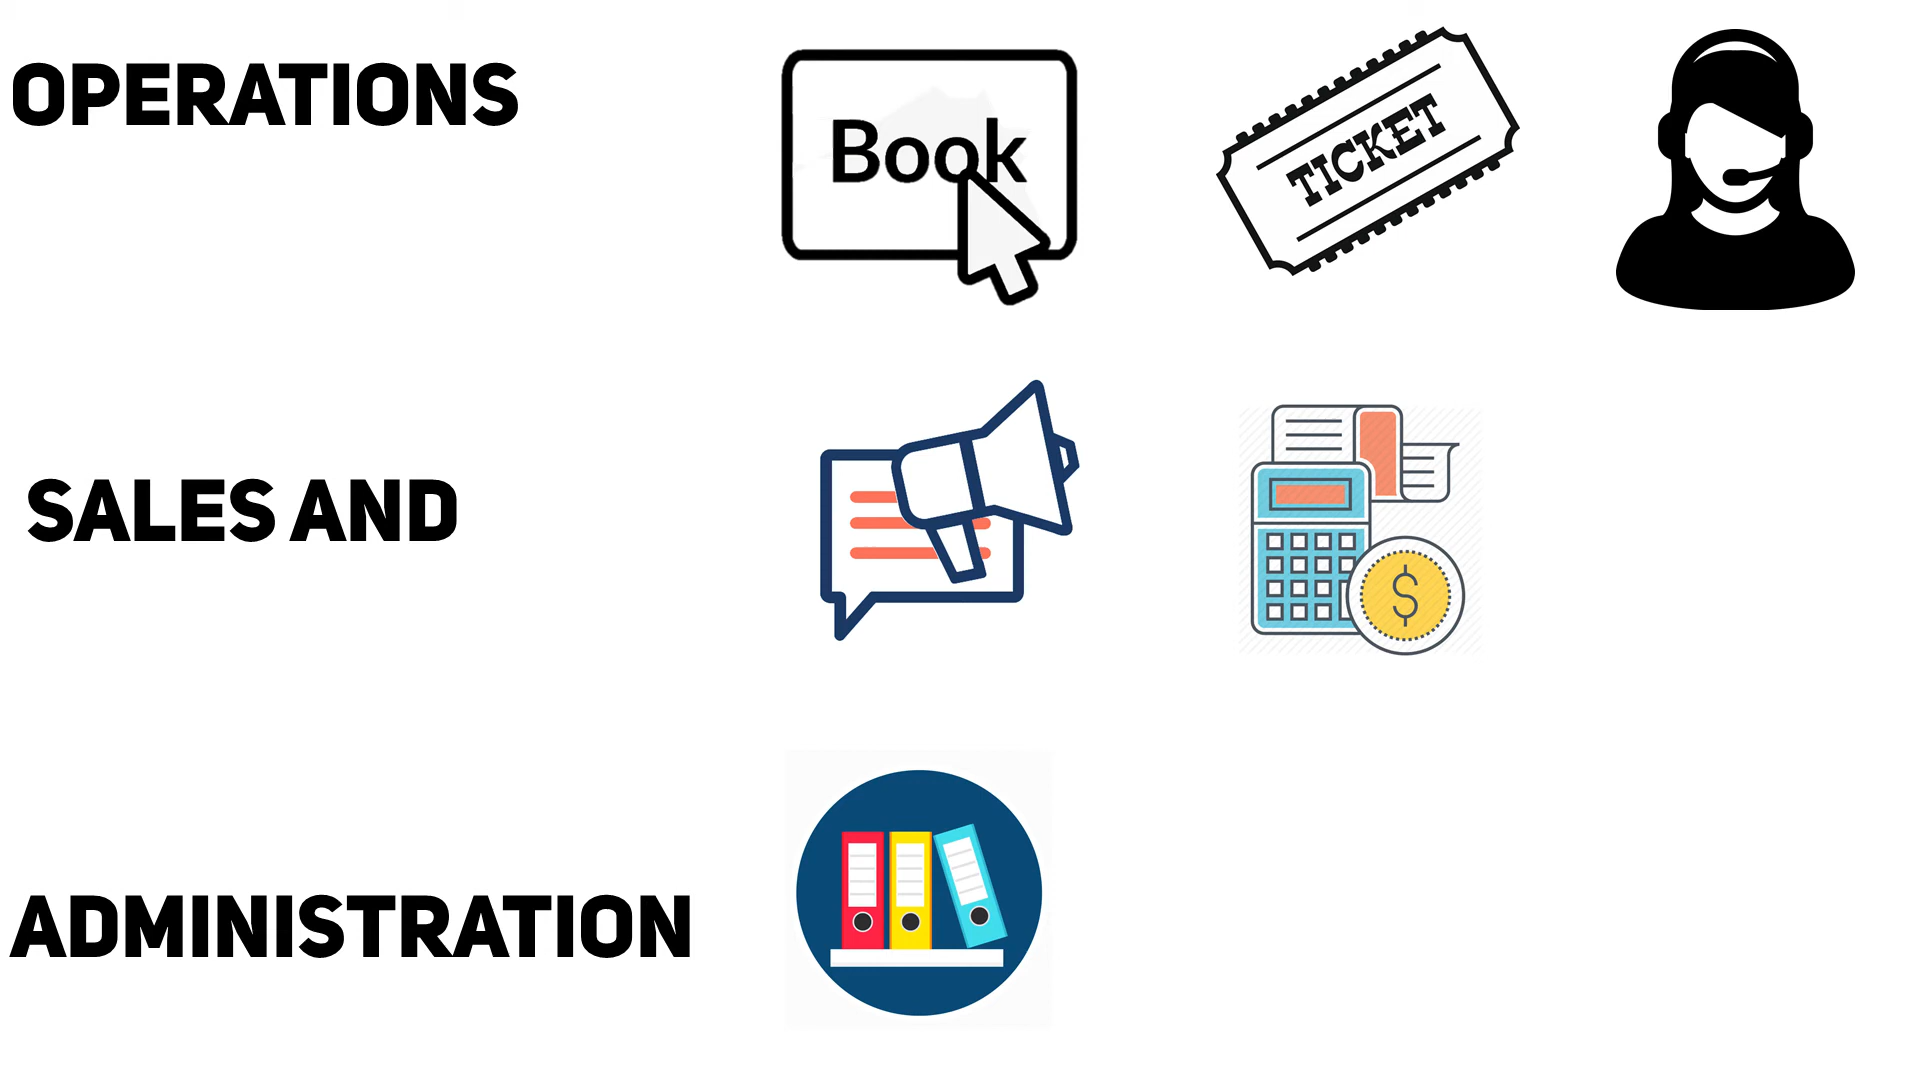 OPERATIONS
Book
TICKET
SALES AND
$
ADMINISTRATION